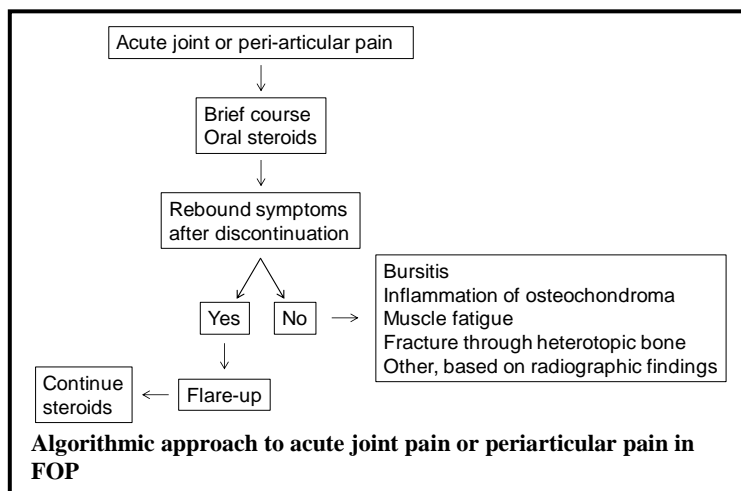 Acute joint or peri-articular pain
Brief course
Oral steroids
Rebound symptoms
after discontinuation
Yes
No
Bursitis
Inflammation of osteochondroma
Muscle fatigue
Fracture through heterotopic bone
Other, based on radiographic findings
Flare-up
Continue
steroids
Algorithmic approach to acute joint pain or periarticular pain in
FOP